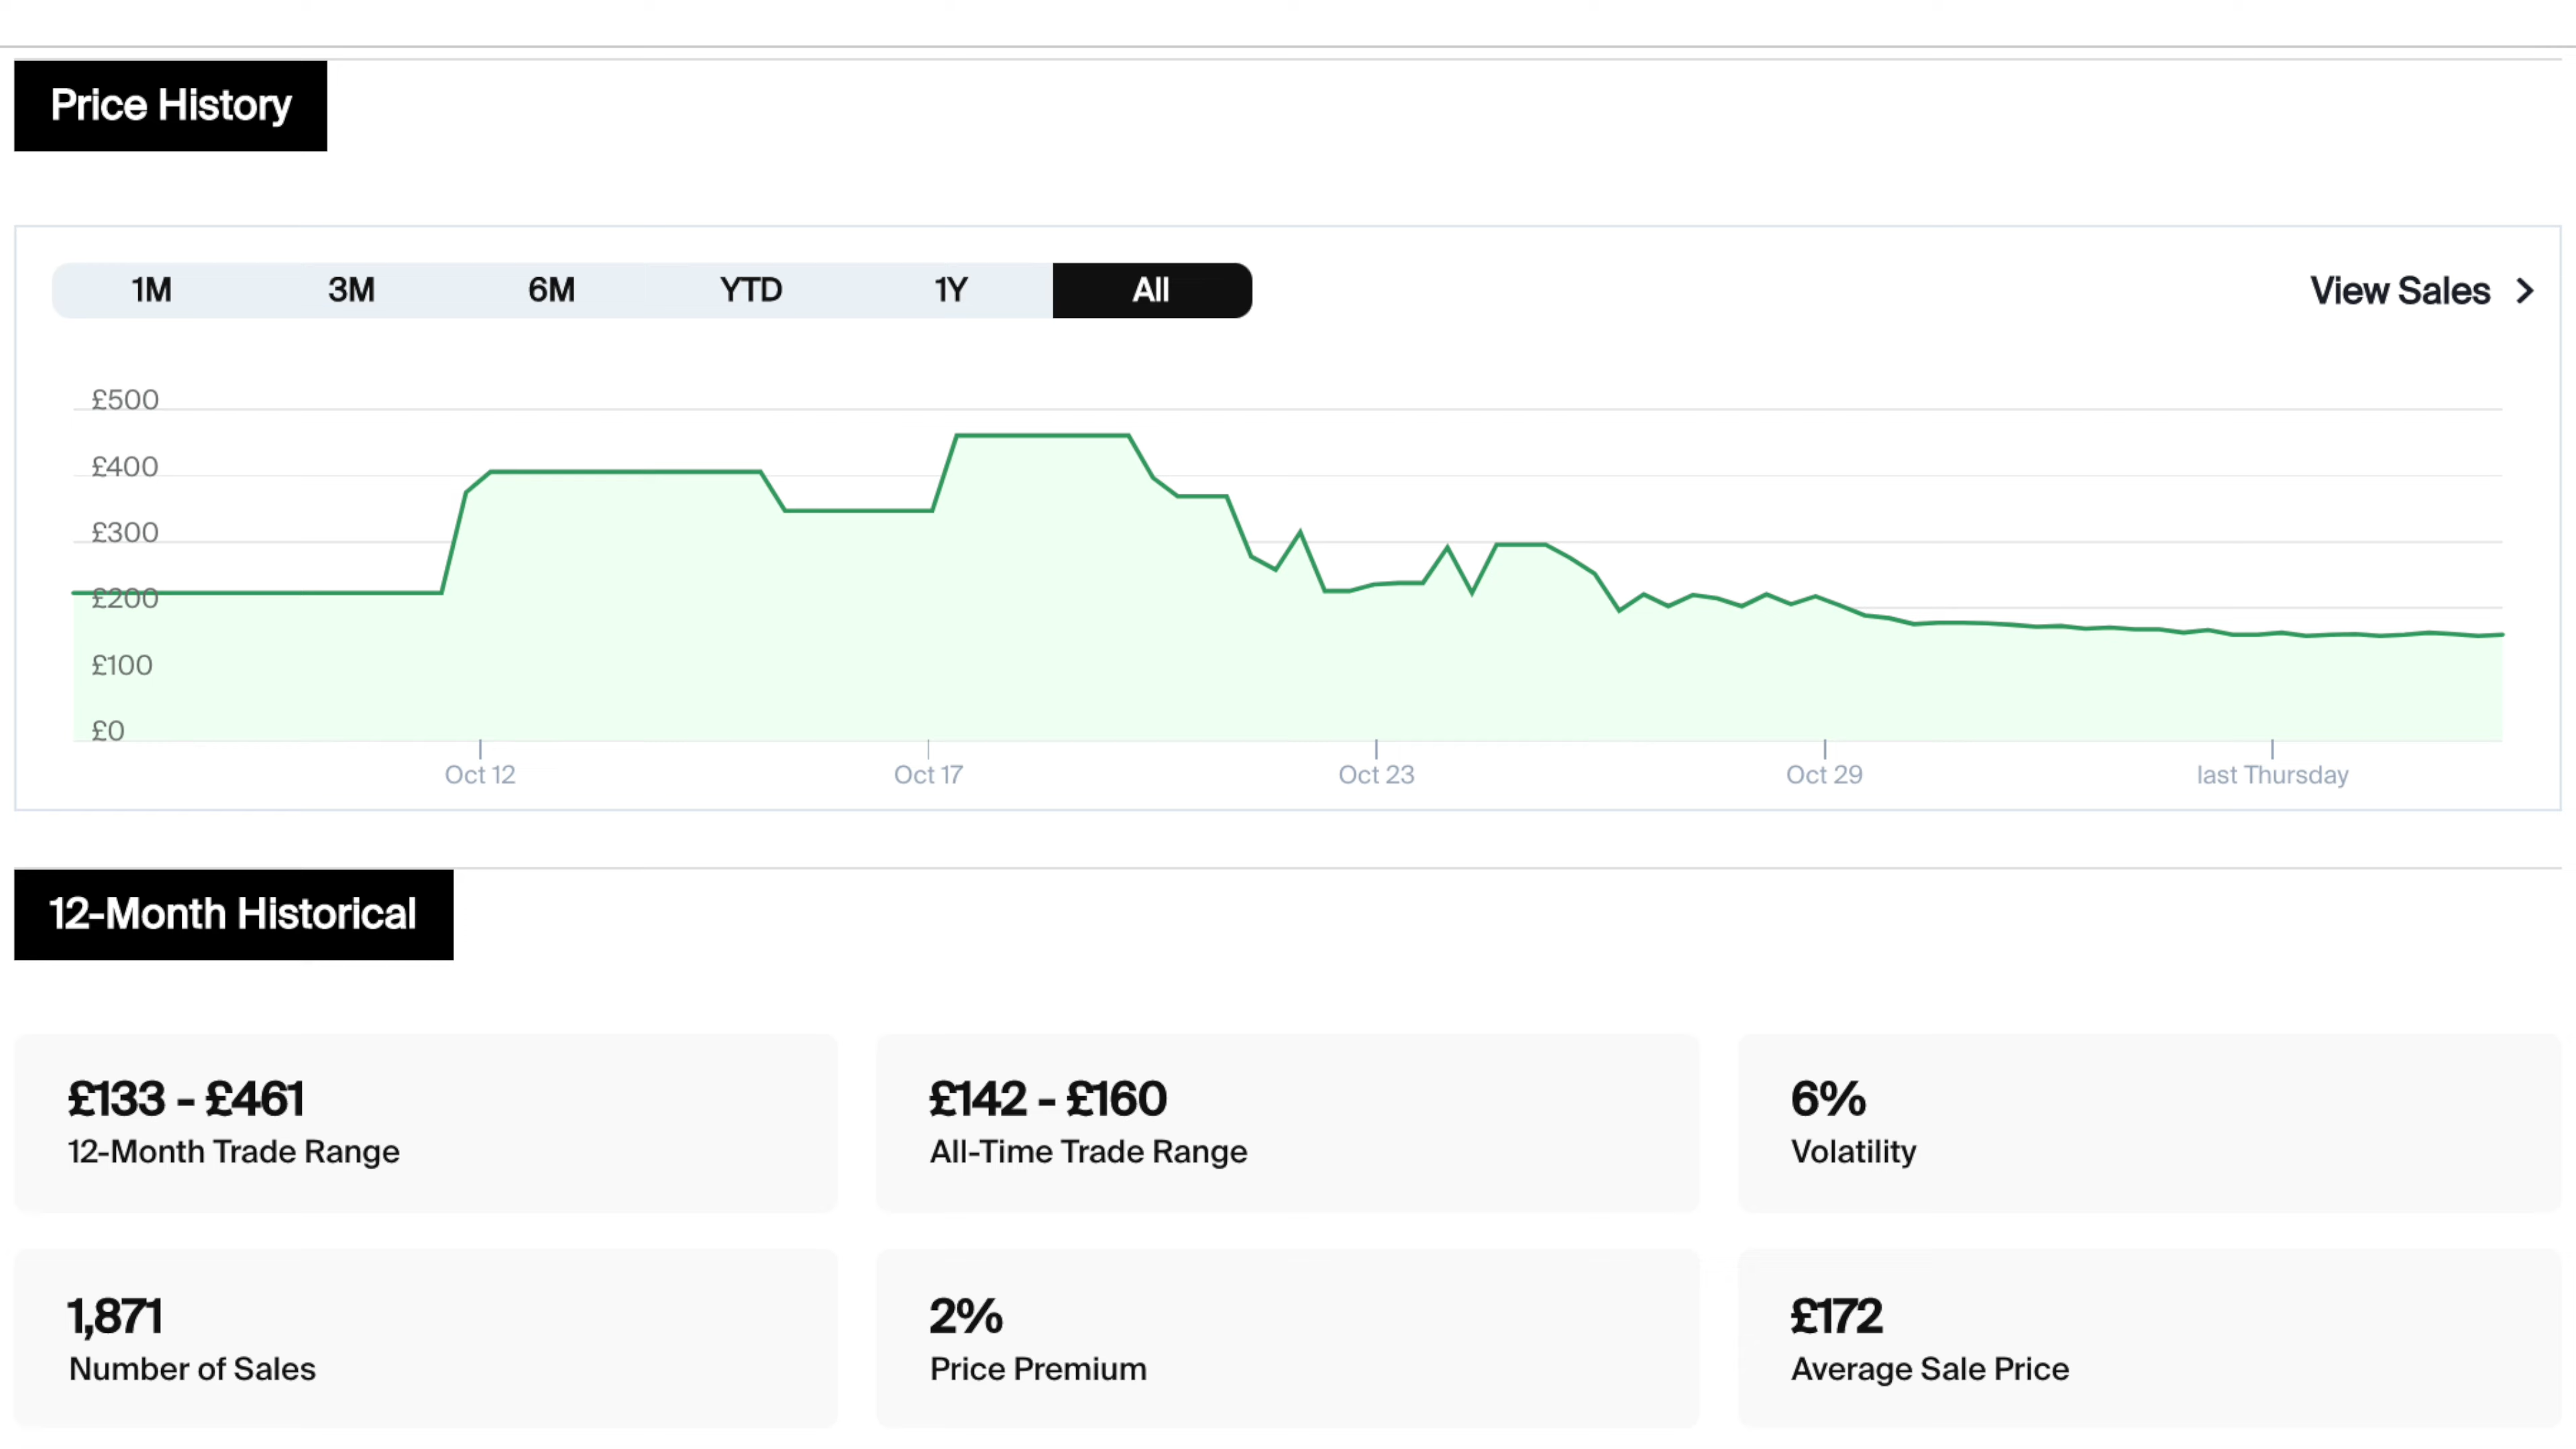 Price History
1M 3M 6M YTD 1Y All View Sales
£500
£400
£300
£200
£100
£0
Oct 12 Oct 17 Oct 23 Oct 29 last Thursday
12-Month Historical
£133 - £461 £142 - £160 6%
12-Month Trade Range All-Time Trade Range Volatility
1,871 2% £172
Number of Sales Price Premium Average Sale Price